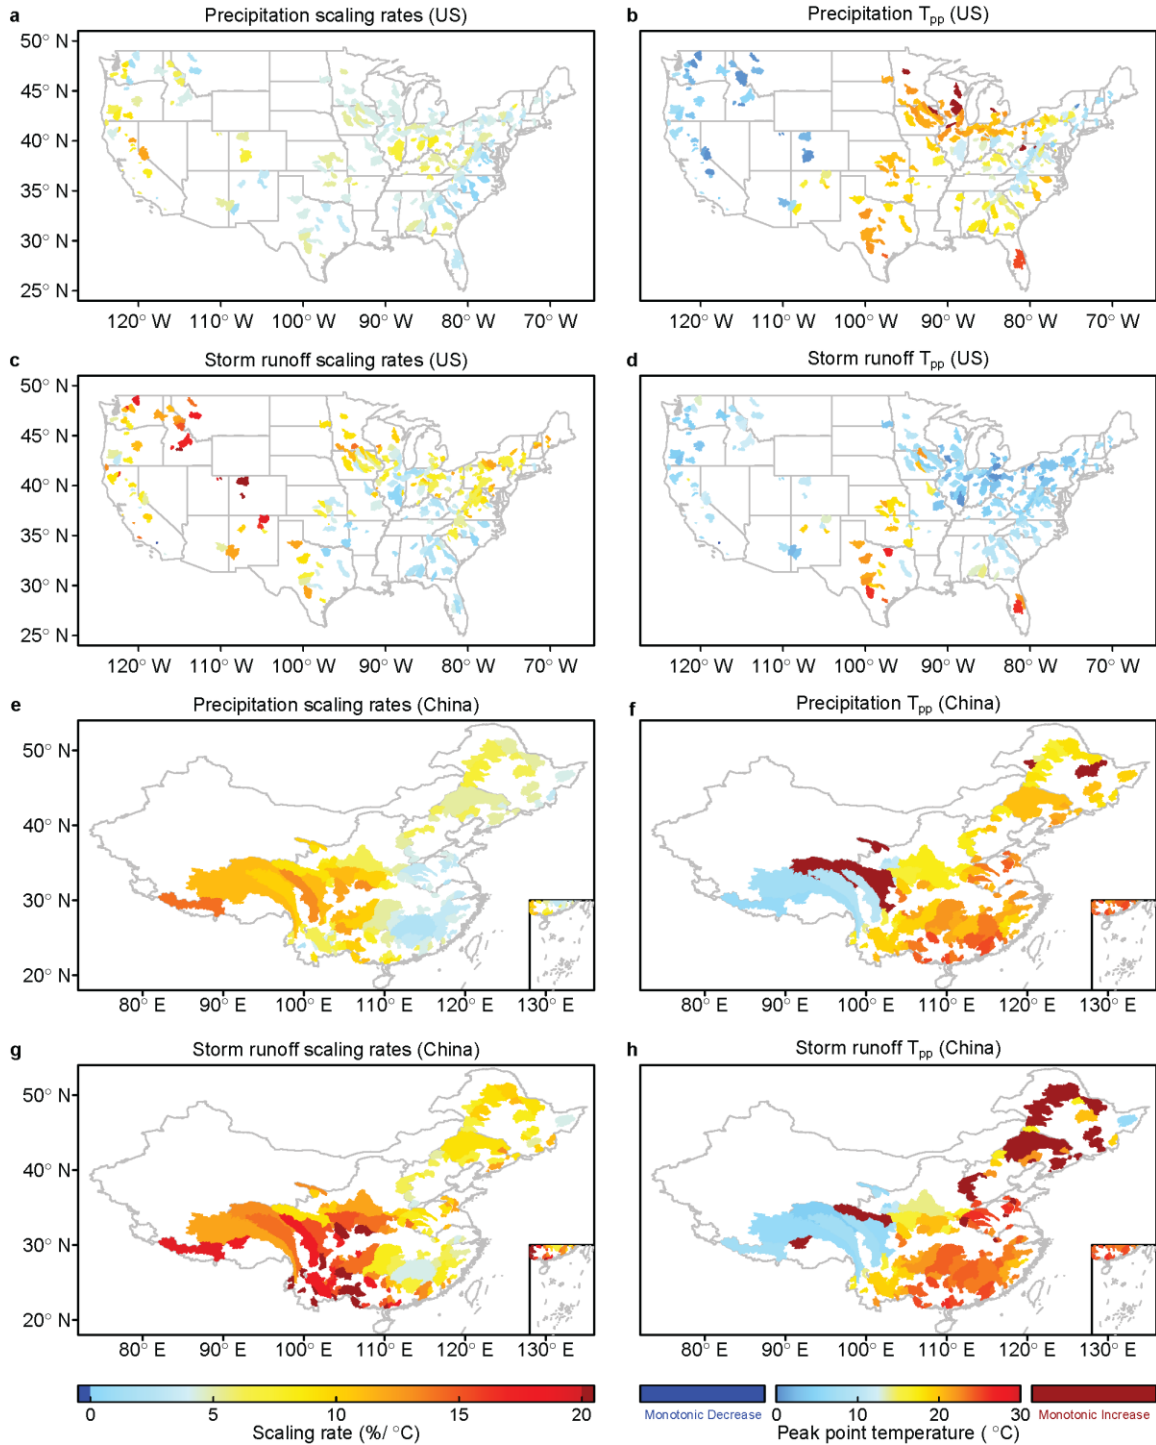 a Precipitation scaling rates (US)
b Precipitation Tpp (US)
50° N
45° N
40° N
35° N
30° N
25° N
120° W 110° W 100° W 90° W 80° W 70° W
120° W 110° W 100° W 90° W 80° W 70° W
c Storm runoff scaling rates (US)
d Storm runoff Tpp (US)
50° N
45° N
40° N
35° N
30° N
25° N
120° W 110° W 100° W 90° W 80° W 70° W
120° W 110° W 100° W 90° W 80° W 70° W
e Precipitation scaling rates (China)
f Precipitation Tpp (China)
50° N
40° N
30° N
20° N
80° E 90° E 100° E 110° E 120° E 130° E
80° E 90° E 100° E 110° E 120° E 130° E
g Storm runoff scaling rates (China)
h Storm runoff Tpp (China)
50° N
40° N
30° N
20° N
80° E 90° E 100° E 110° E 120° E 130° E
80° E 90° E 100° E 110° E 120° E 130° E
0 5 10 15 20
Scaling rate (%/ °C)
Monotonic Decrease 0 10 20 30 Monotonic Increase
Peak point temperature ( °C)